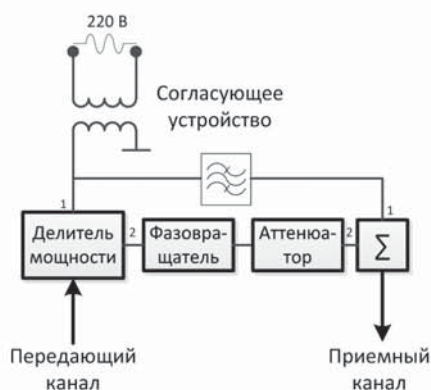 220 В
Согласующее
устройство
1
1
Делитель
мощности
2
Фазовра-
щатель
Аттенюа-
тор
2
Σ
Передающий
канал
Приемный
канал